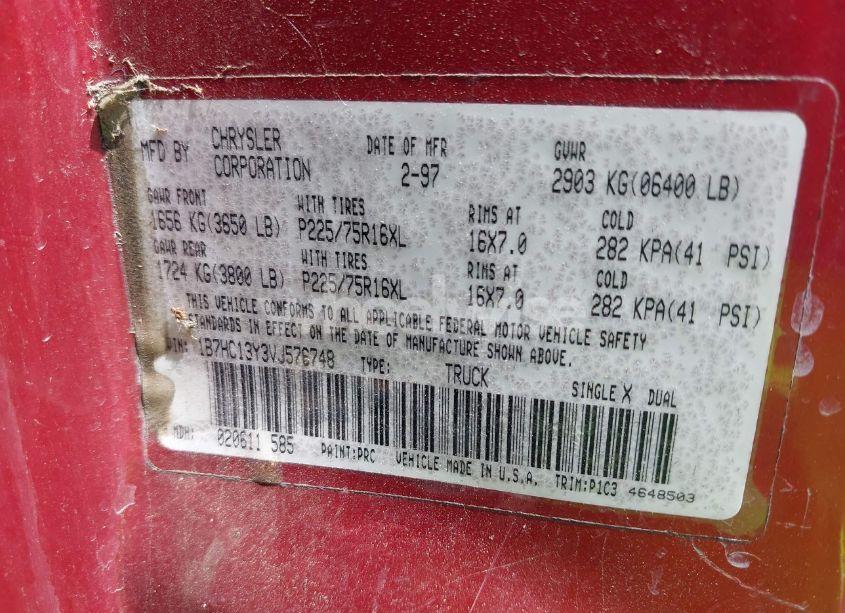 MFD BY CHRYSLER CORPORATION DATE OF MFR 2-97 GVWR 2903 KG(06400 LB)
GAWR FRONT WITH TIRES RIMS AT COLD
1656 KG(3650 LB) P225/75R16XL 16X7.0 282 KPA(41 PSI)
GAWR REAR WITH TIRES RIMS AT COLD
1724 KG(3800 LB) P225/75R16XL 16X7.0 282 KPA(41 PSI)
THIS VEHICLE CONFORMS TO ALL APPLICABLE FEDERAL MOTOR VEHICLE SAFETY
STANDARDS IN EFFECT ON THE DATE OF MANUFACTURE SHOWN ABOVE.
VIN: 1B7HC13Y3VJ576748 TYPE: TRUCK SINGLE X DUAL
MDH: 020611 585 PAINT:PRC VEHICLE MADE IN U.S.A. TRIM:P1C3 4648503